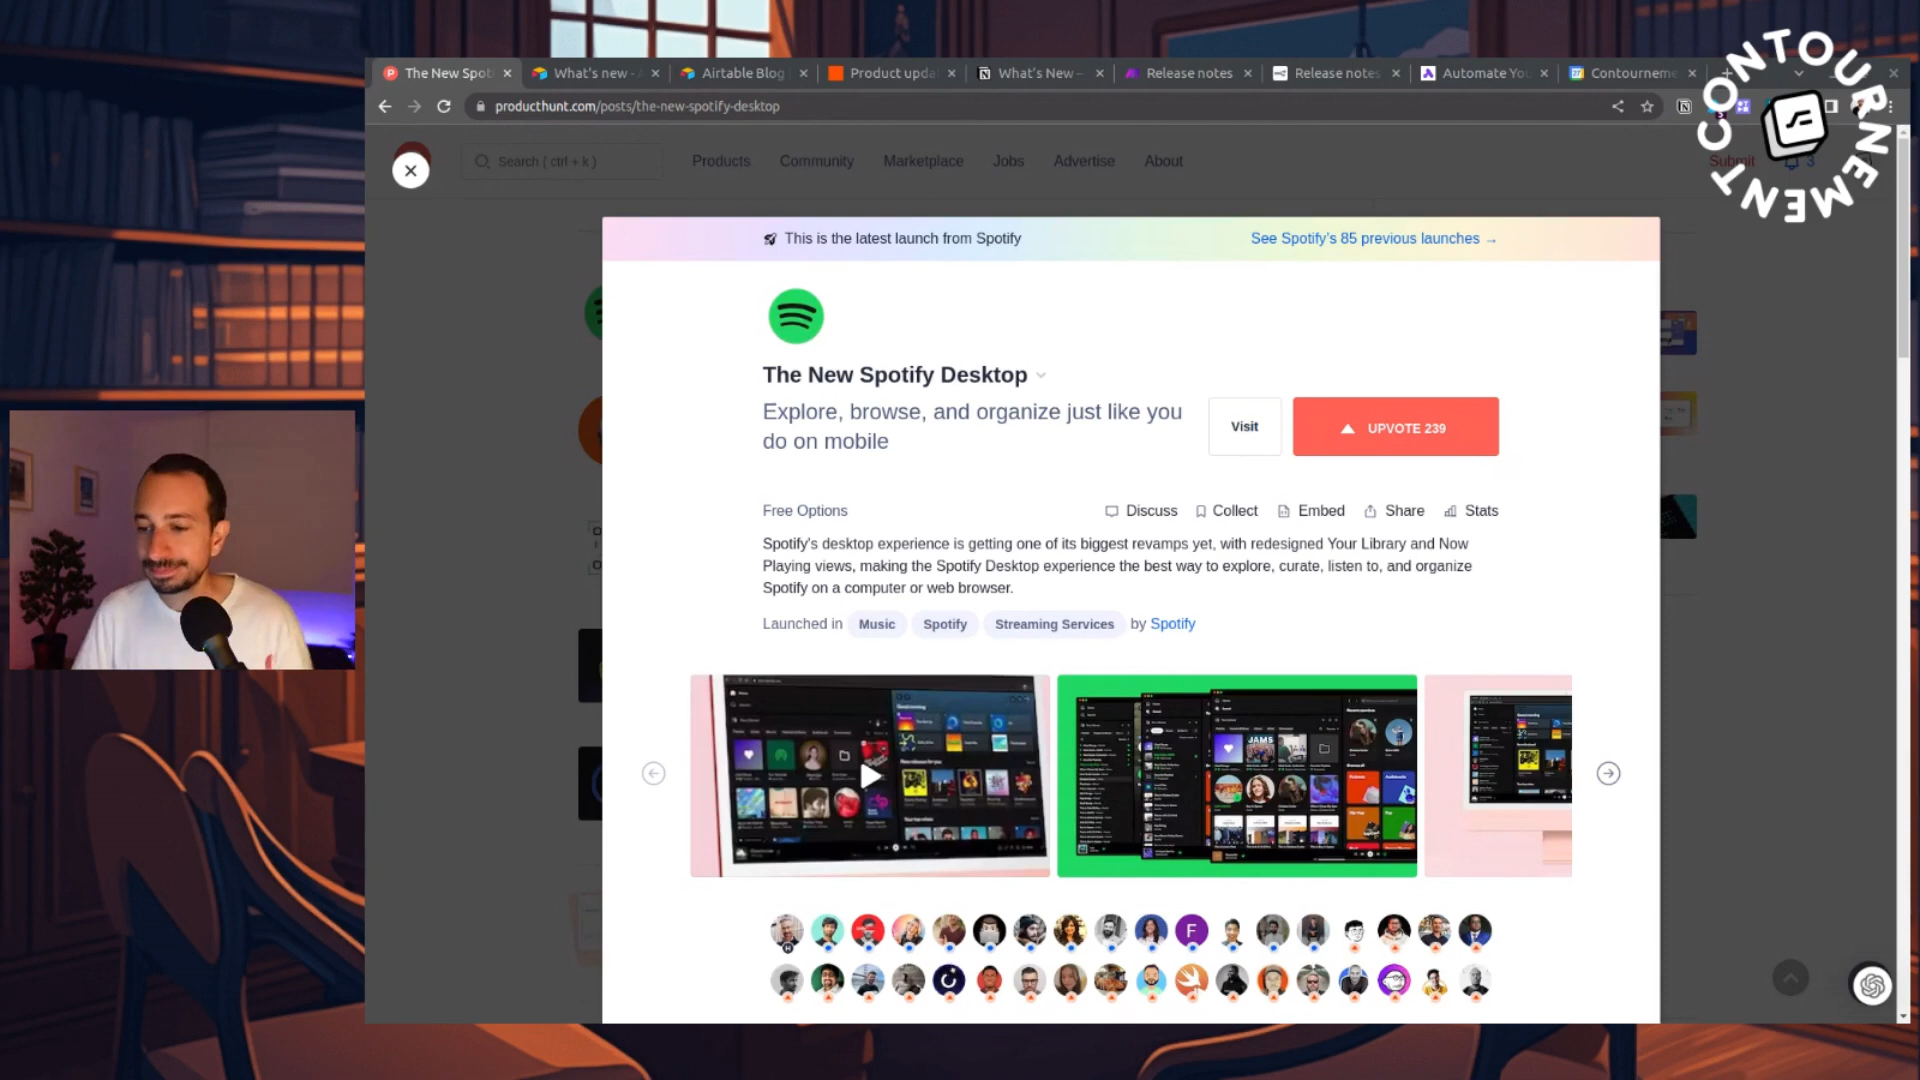 CONTOURNEMENT
The New Spot
What's new - A
Airtable Blog
Product upda
What's New –
Release notes
Release notes
Automate You
Contourneme
producthunt.com/posts/the-new-spotify-desktop
Search ( ctrl + k )
Products
Community
Marketplace
Jobs
Advertise
About
Submit
3
This is the latest launch from Spotify
See Spotify's 85 previous launches →
The New Spotify Desktop
Explore, browse, and organize just like you
do on mobile
Visit
UPVOTE 239
Free Options
Discuss
Collect
Embed
Share
Stats
Spotify's desktop experience is getting one of its biggest revamps yet, with redesigned Your Library and Now
Playing views, making the Spotify Desktop experience the best way to explore, curate, listen to, and organize
Spotify on a computer or web browser.
Launched in Music Spotify Streaming Services by Spotify
JAMS
F